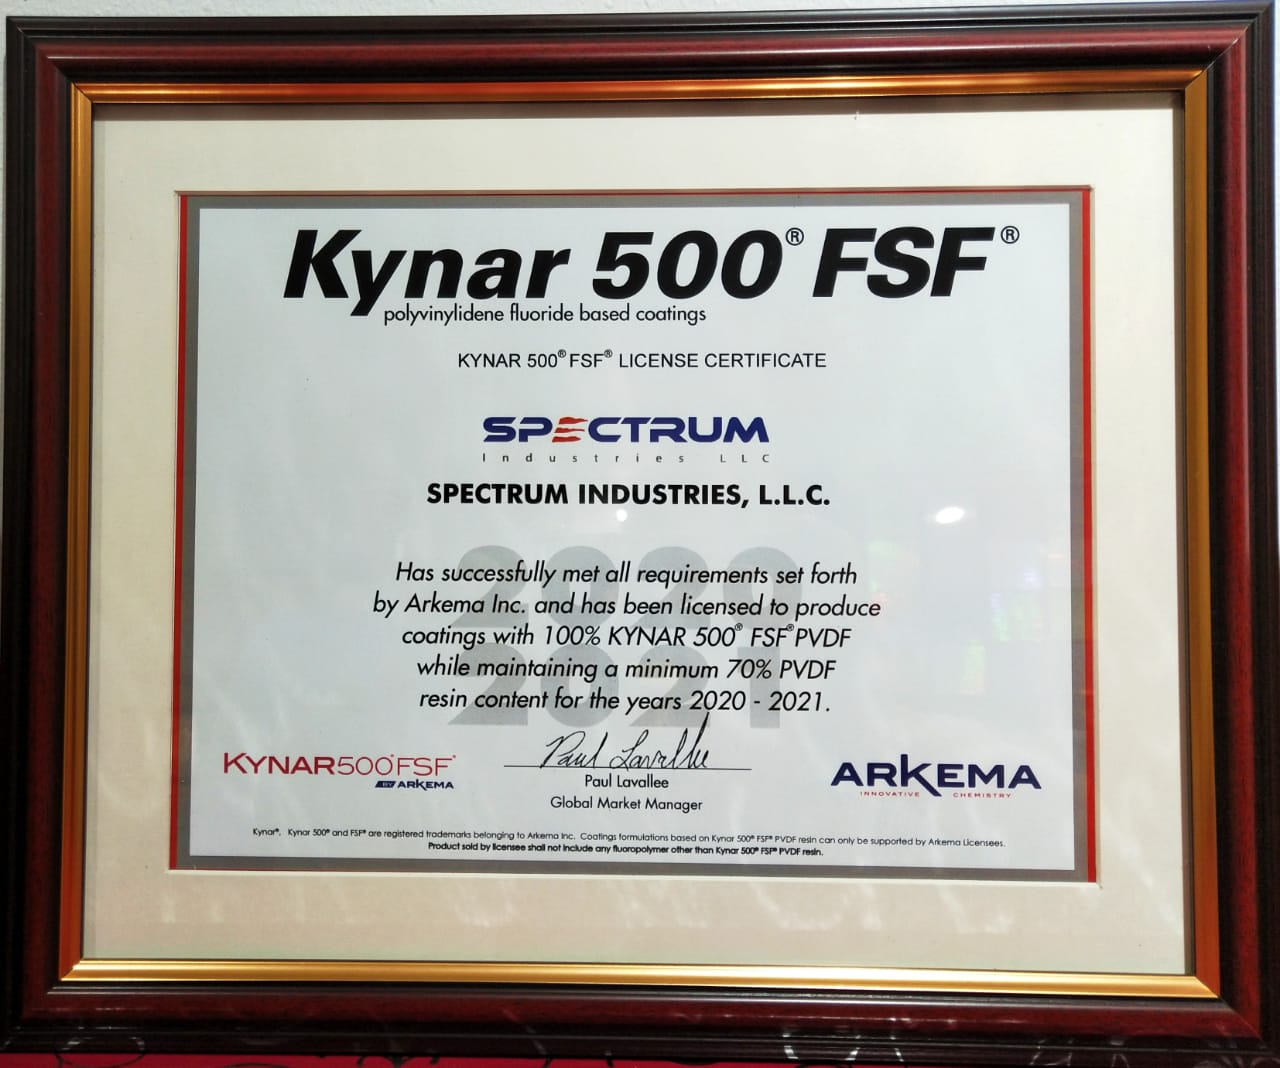 Kynar 500® FSF®
polyvinylidene fluoride based coatings
KYNAR 500® FSF® LICENSE CERTIFICATE
SPECTRUM
Industries LLC
SPECTRUM INDUSTRIES, L.L.C.
2020
2021
Has successfully met all requirements set forth
by Arkema Inc. and has been licensed to produce
coatings with 100% KYNAR 500® FSF® PVDF
while maintaining a minimum 70% PVDF
resin content for the years 2020 - 2021.
KYNAR500®FSF®
BY ARKEMA
Paul Lavallee
Paul Lavallee
Global Market Manager
ARKEMA
INNOVATIVE CHEMISTRY
Kynar®, Kynar 500® and FSF® are registered trademarks belonging to Arkema Inc. Coatings formulations based on Kynar 500® FSF® PVDF resin can only be supported by Arkema Licensees.
Product sold by licensee shall not include any fluoropolymer other than Kynar 500® FSF® PVDF resin.